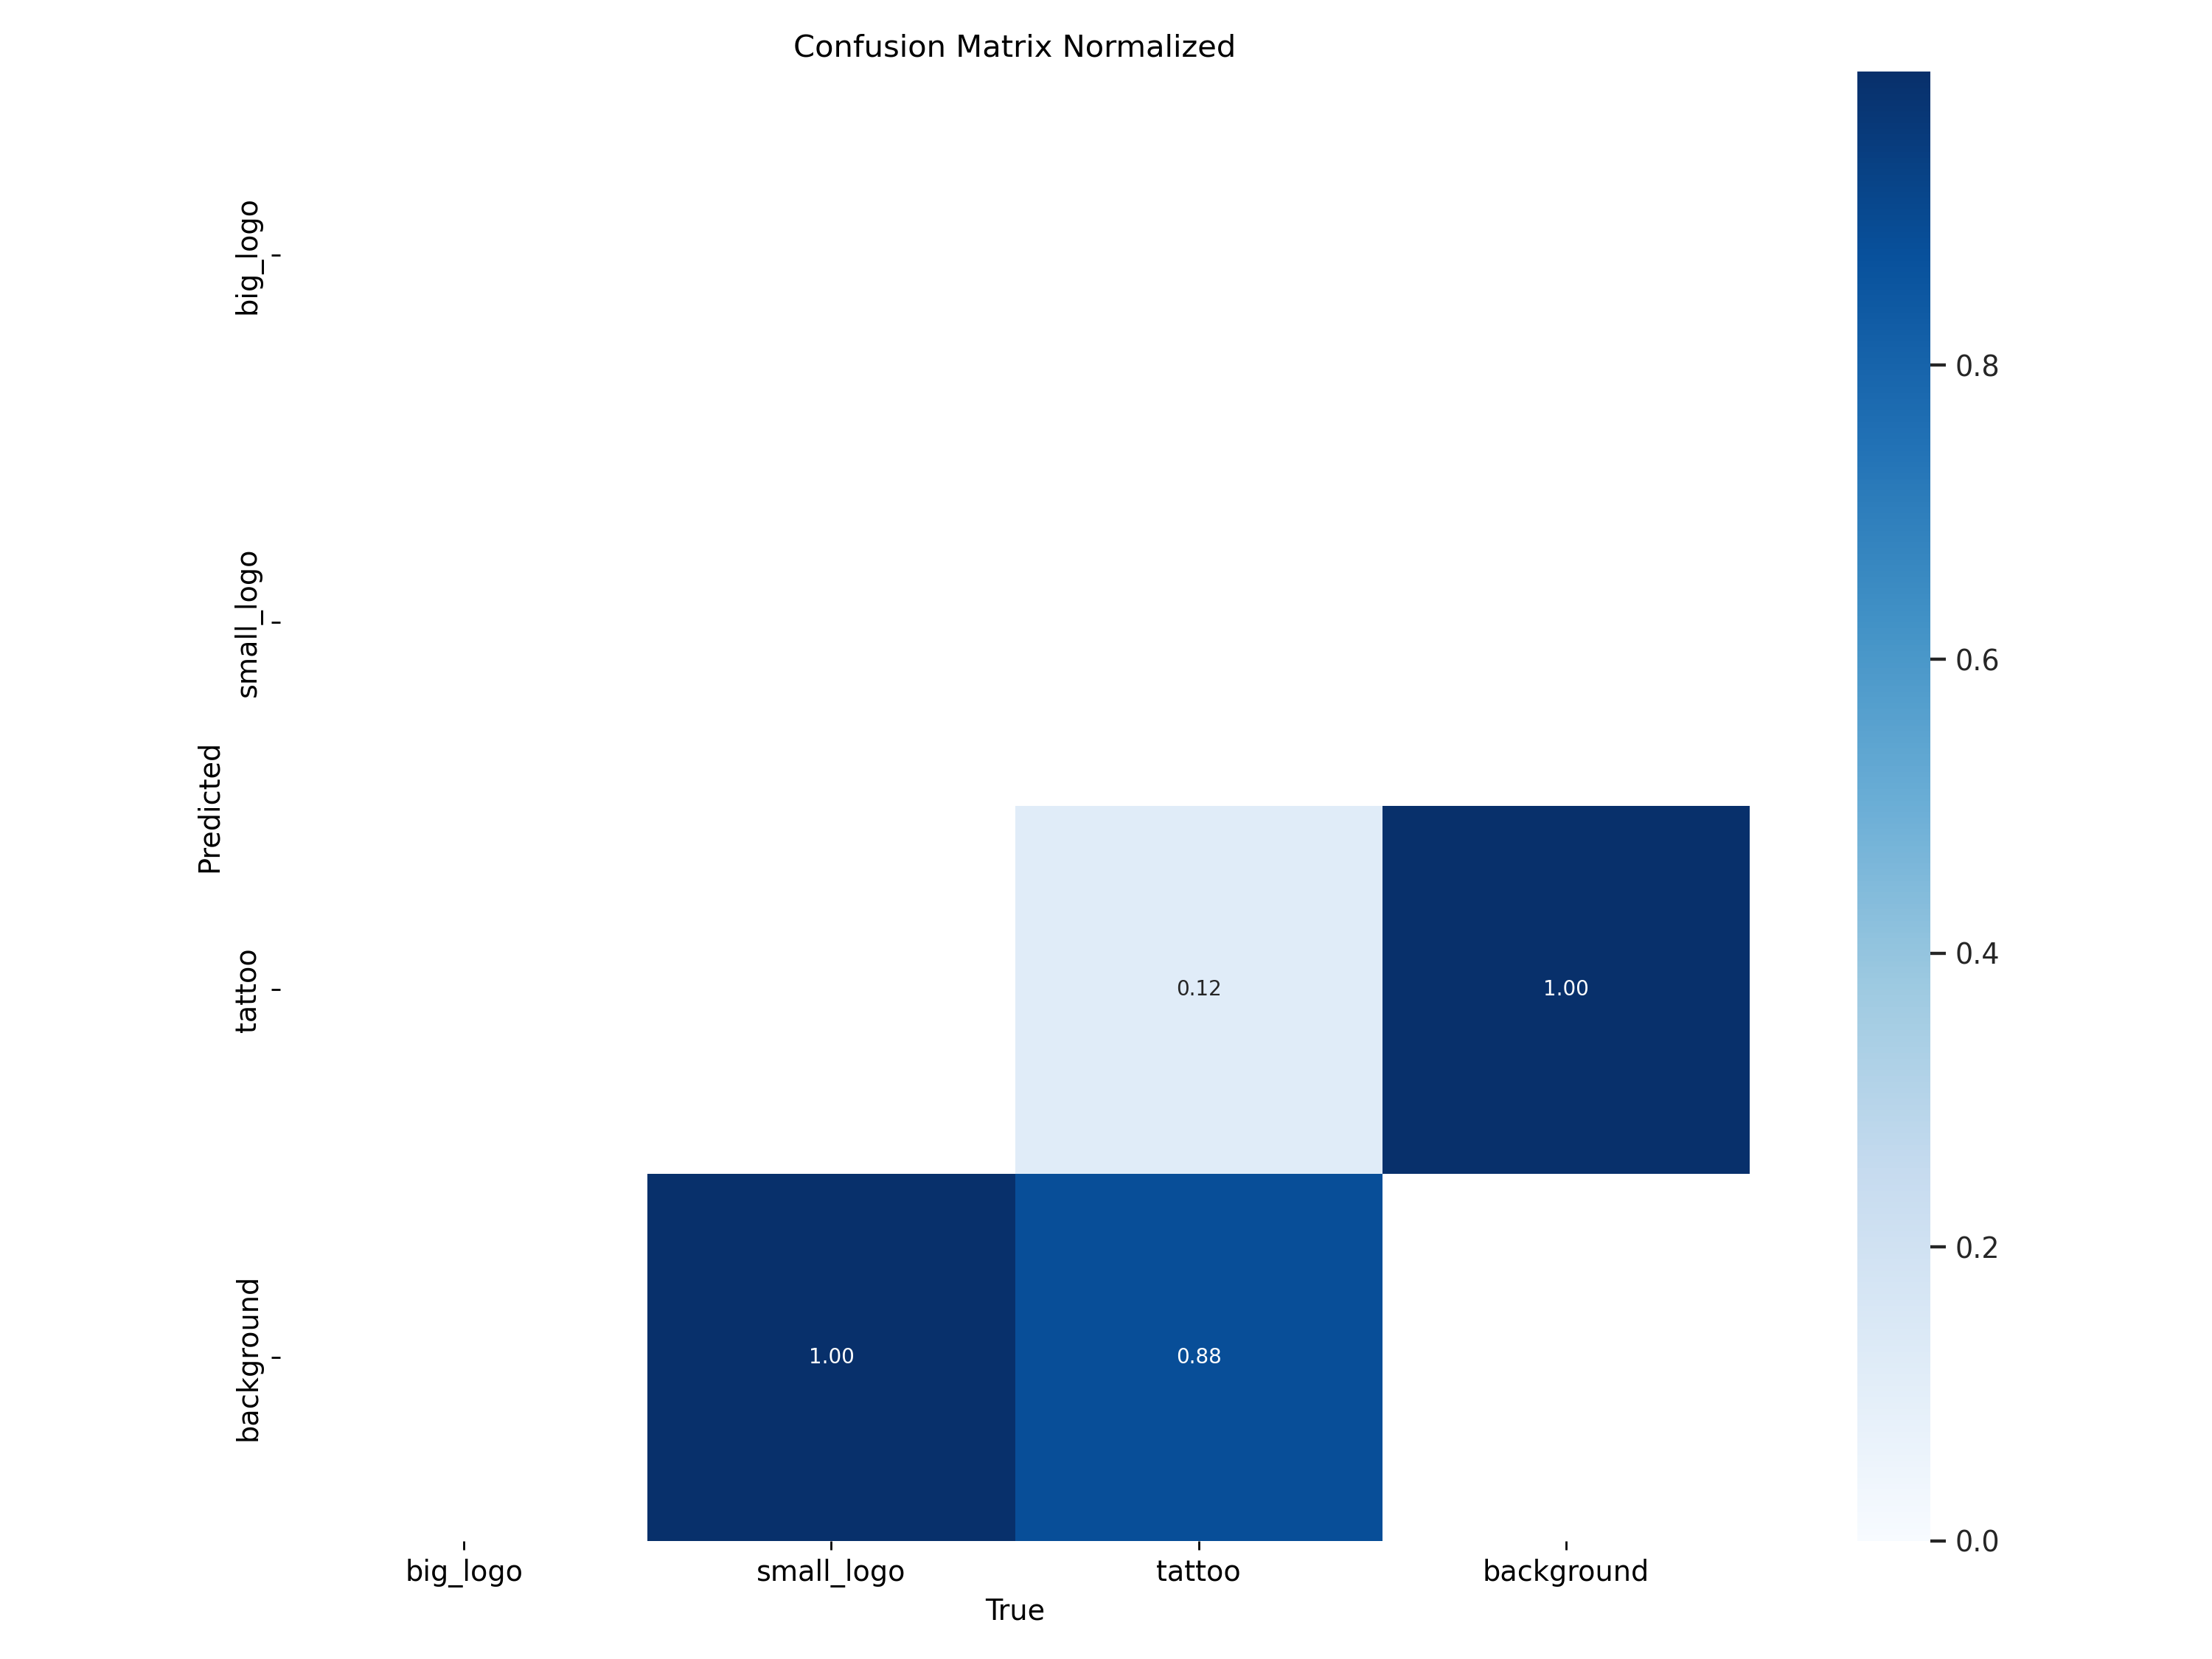 Confusion Matrix Normalized
big_logo
small_logo
tattoo
background
Predicted
0.12
1.00
1.00
0.88
big_logo
small_logo
tattoo
background
True
0.8
0.6
0.4
0.2
0.0